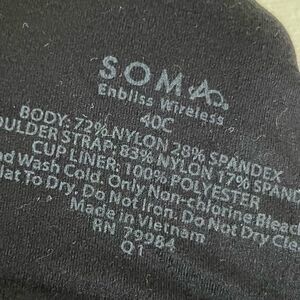 SOMA
Enbliss Wireless
40C
BODY: 72% NYLON 28% SPANDEX
OULDER STRAP: 83% NYLON 17% SPAND
CUP LINER: 100% POLYESTER
nd Wash Cold. Only Non-chlorine Bleac
lat To Dry. Do Not Iron. Do Not Dry Cle
Made in Vietnam
RN 79984
Q1